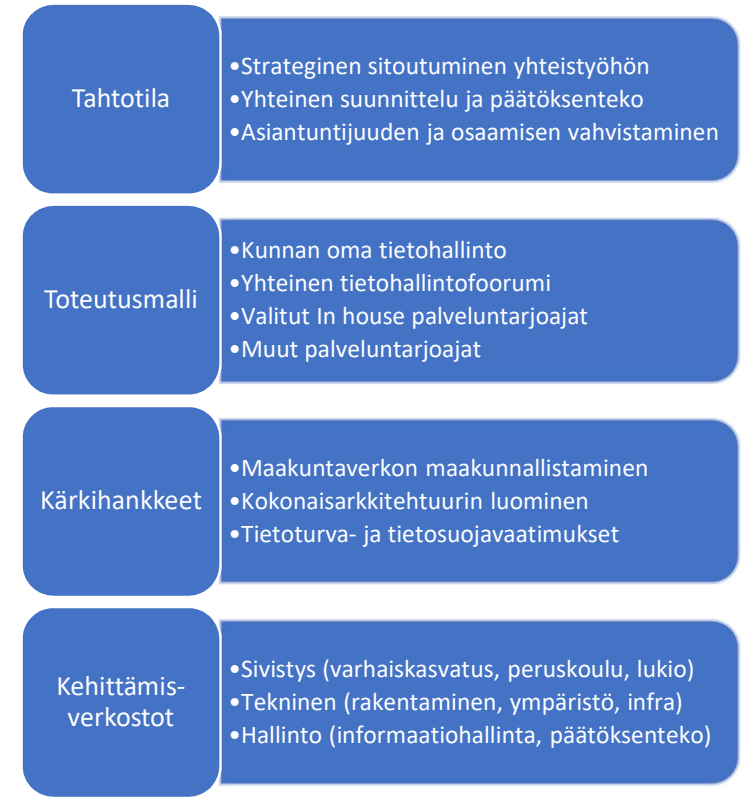 Tahtotila
•Strateginen sitoutuminen yhteistyöhön
•Yhteinen suunnittelu ja päätöksenteko
•Asiantuntijuuden ja osaamisen vahvistaminen
Toteutusmalli
•Kunnan oma tietohallinto
•Yhteinen tietohallintofoorumi
•Valitut In house palveluntarjoajat
•Muut palveluntarjoajat
Kärkihankkeet
•Maakuntaverkon maakunnallistaminen
•Kokonaisarkkitehtuurin luominen
•Tietoturva- ja tietosuojavaatimukset
Kehittämis-
verkostot
•Sivistys (varhaiskasvatus, peruskoulu, lukio)
•Tekninen (rakentaminen, ympäristö, infra)
•Hallinto (informaatiohallinta, päätöksenteko)